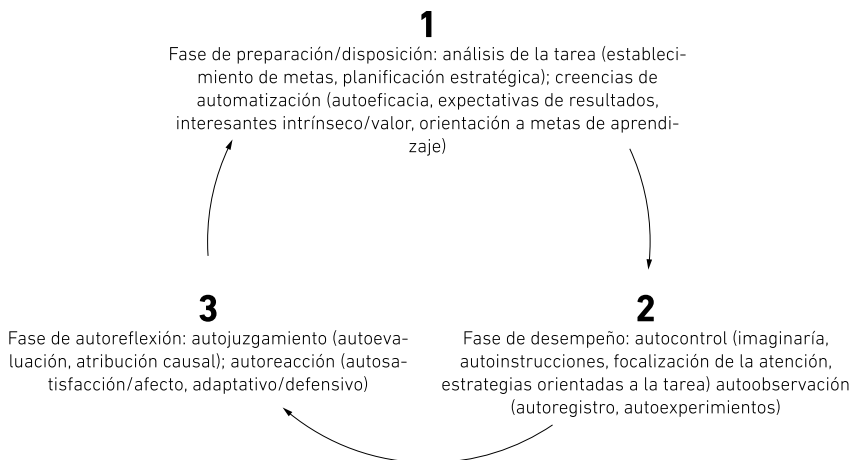 1
Fase de preparación/disposición: análisis de la tarea (estableci-
miento de metas, planificación estratégica); creencias de
automatización (autoeficacia, expectativas de resultados,
interesantes intrínseco/valor, orientación a metas de aprendi-
zaje)
2
Fase de desempeño: autocontrol (imaginaría,
autoinstrucciones, focalización de la atención,
estrategias orientadas a la tarea) autoobservación
(autoregistro, autoexperimentos)
3
Fase de autoreflexión: autojuzgamiento (autoeva-
luación, atribución causal); autoreacción (autosa-
tisfacción/afecto, adaptativo/defensivo)